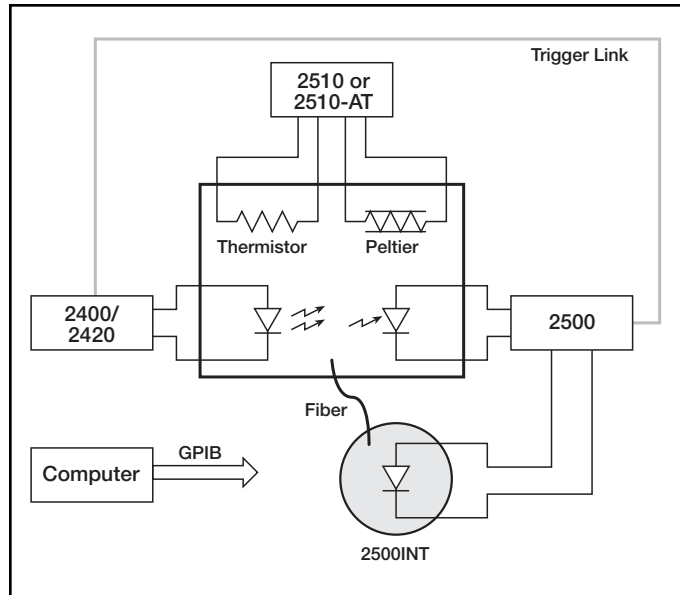 Trigger Link
2510 or
2510-AT
Thermistor
Peltier
2400/
2420
2500
Fiber
GPIB
Computer
2500INT